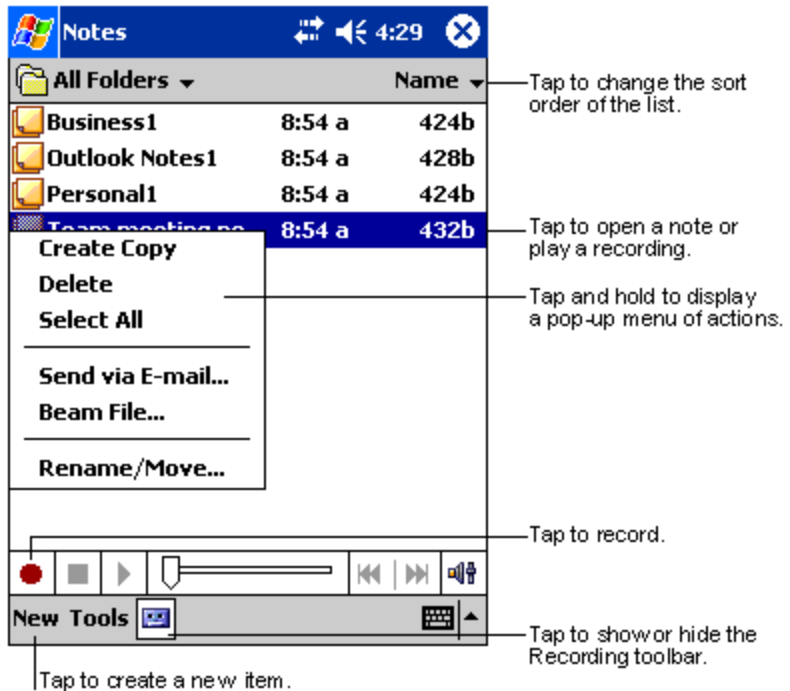 Notes 4:29
All Folders Name
Tap to change the sort
order of the list.
Business1 8:54 a 424b
Outlook Notes1 8:54 a 428b
Personal1 8:54 a 424b
Team meeting no 8:54 a 432b
Tap to open a note or
play a recording.
Create Copy
Delete
Select All
Tap and hold to display
a pop-up menu of actions.
Send via E-mail...
Beam File...
Rename/Move...
Tap to record.
New Tools
Tap to show or hide the
Recording toolbar.
Tap to create a new item.